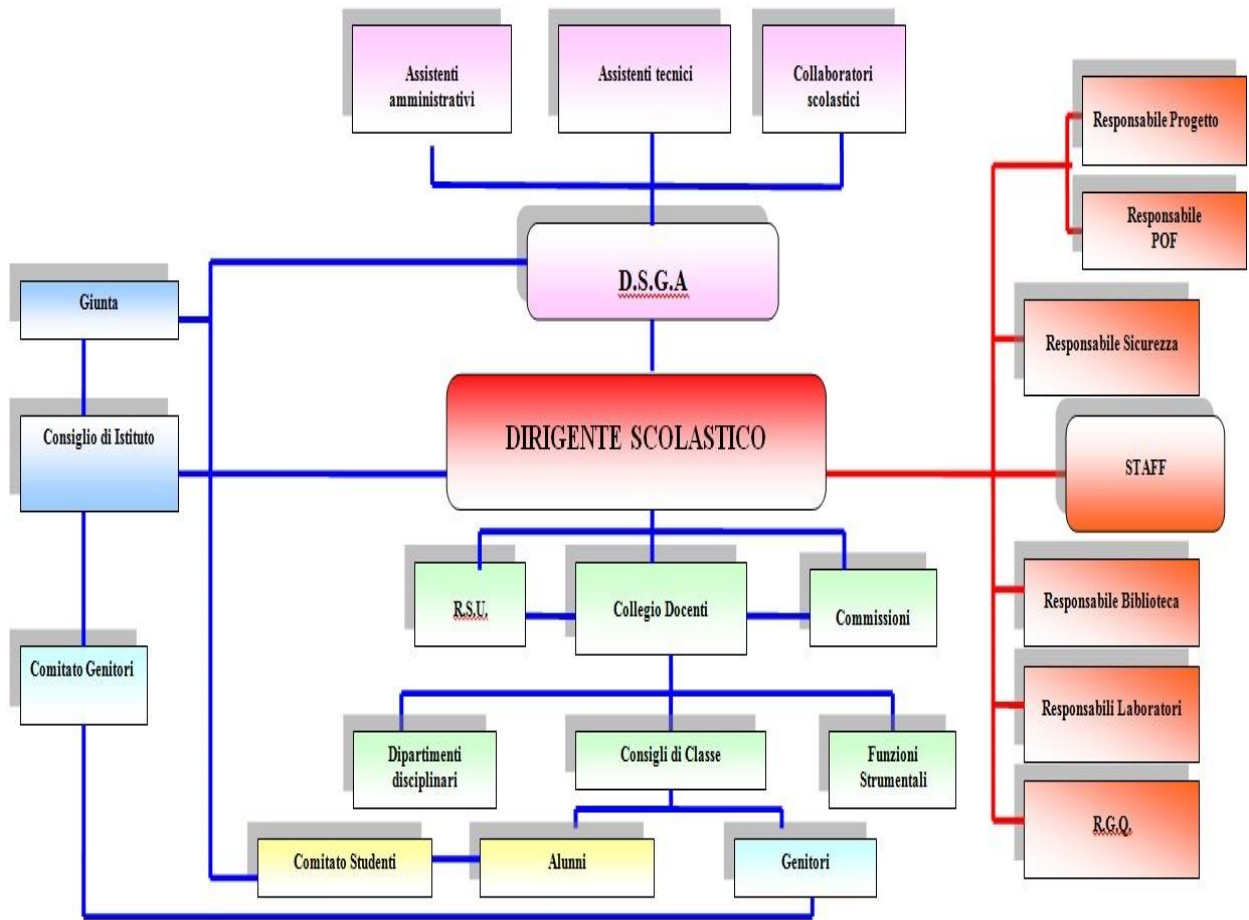 Assistenti
amministrativi
Assistenti tecnici
Collaboratori
scolastici
Responsabile Progetto
Responsabile
POF
D.S.G.A
Giunta
Responsabile Sicurezza
Consiglio di Istituto
DIRIGENTE SCOLASTICO
STAFF
R.S.U.
Collegio Docenti
Commissioni
Responsabile Biblioteca
Comitato Genitori
Responsabili Laboratori
Dipartimenti
disciplinari
Consigli di Classe
Funzioni
Strumentali
R.G.Q.
Comitato Studenti
Alunni
Genitori